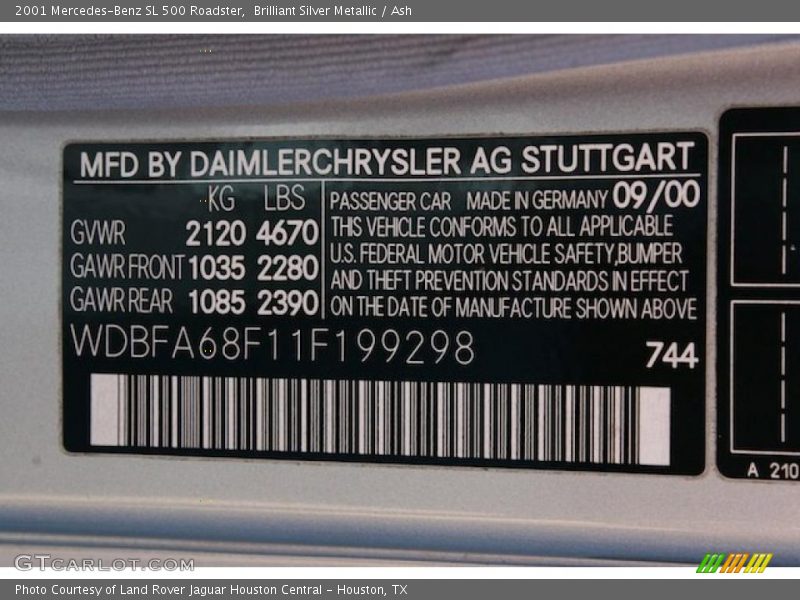 2001 Mercedes-Benz SL 500 Roadster, Brilliant Silver Metallic / Ash
MFD BY DAIMLERCHRYSLER AG STUTTGART
KG LBS
GVWR 2120 4670
GAWR FRONT 1035 2280
GAWR REAR 1085 2390
PASSENGER CAR MADE IN GERMANY 09/00
THIS VEHICLE CONFORMS TO ALL APPLICABLE
U.S. FEDERAL MOTOR VEHICLE SAFETY,BUMPER
AND THEFT PREVENTION STANDARDS IN EFFECT
ON THE DATE OF MANUFACTURE SHOWN ABOVE
WDBFA68F11F199298
744
A 210
GTCARLOT.COM
Photo Courtesy of Land Rover Jaguar Houston Central - Houston, TX